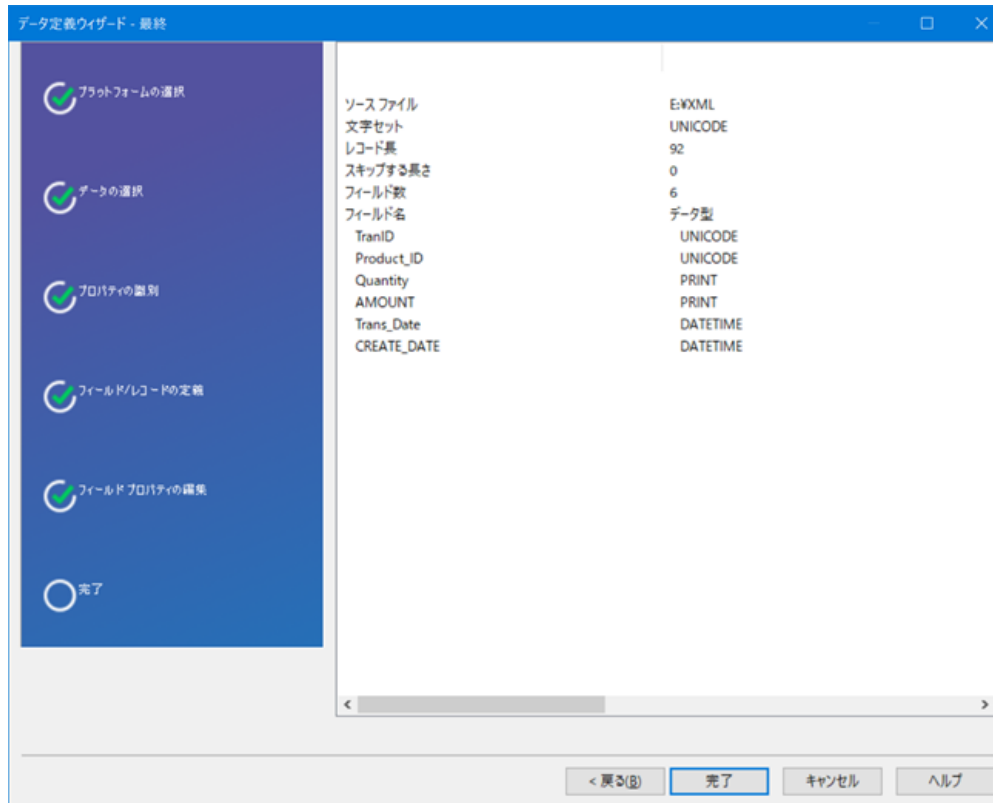 データ定義ウィザード - 最終
プラットフォームの選択
データの選択
プロパティの識別
フィールド/レコードの定義
フィールド プロパティの編集
完了
ソース ファイル E:¥XML
文字セット UNICODE
レコード長 92
スキップする長さ 0
フィールド数 6
フィールド名 データ型
TranID UNICODE
Product_ID UNICODE
Quantity PRINT
AMOUNT PRINT
Trans_Date DATETIME
CREATE_DATE DATETIME
< 戻る(B) 完了 キャンセル ヘルプ